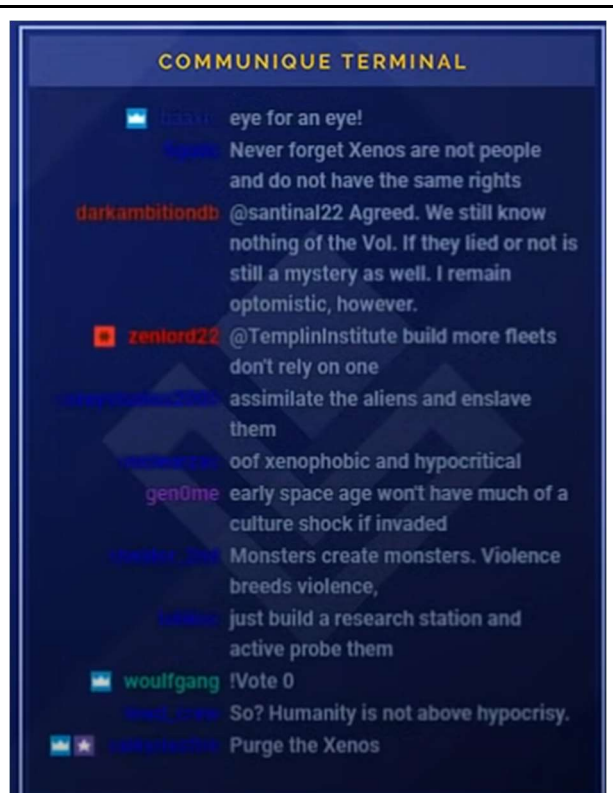 COMMUNIQUE TERMINAL
eye for an eye!
Never forget Xenos are not people
and do not have the same rights
darkambitiondb @santinal22 Agreed. We still know
nothing of the Vol. If they lied or not is
still a mystery as well. I remain
optomistic, however.
zenlord22 @TemplinInstitute build more fleets
don't rely on one
assimilate the aliens and enslave
them
oof xenophobic and hypocritical
gen0me early space age won't have much of a
culture shock if invaded
Monsters create monsters. Violence
breeds violence,
just build a research station and
active probe them
woulfgang !Vote 0
So? Humanity is not above hypocrisy.
Purge the Xenos